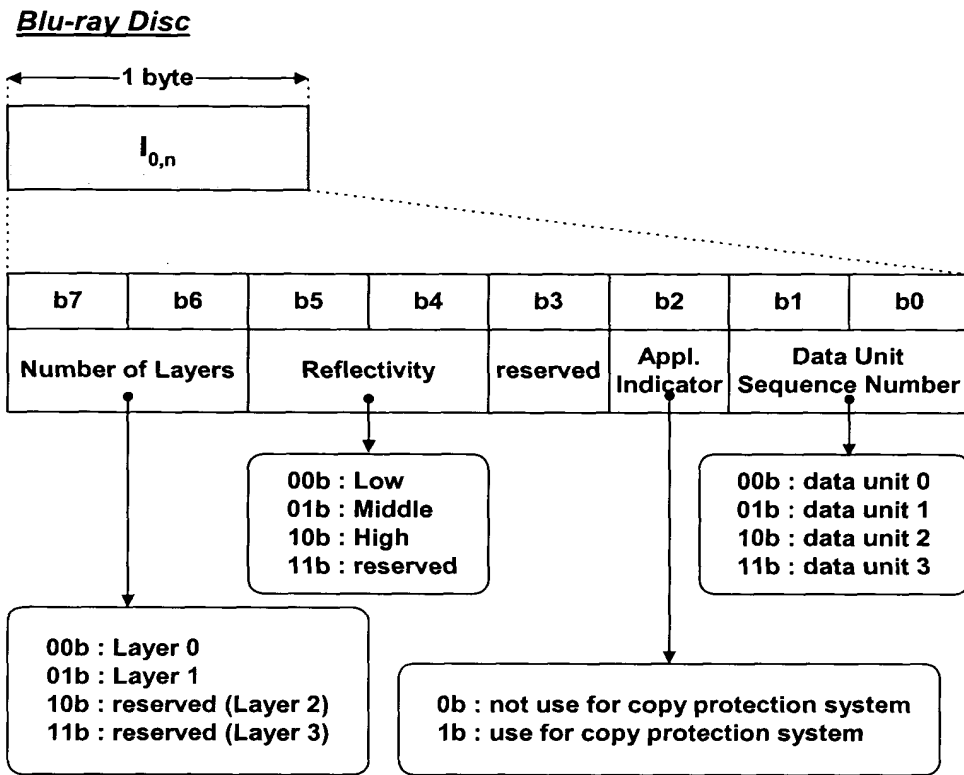 Blu-ray Disc
1 byte
I0,n
b7 b6 b5 b4 b3 b2 b1 b0
Number of Layers
Reflectivity
reserved
Appl.
Indicator
Data Unit
Sequence Number
00b : Low
01b : Middle
10b : High
11b : reserved
00b : data unit 0
01b : data unit 1
10b : data unit 2
11b : data unit 3
00b : Layer 0
01b : Layer 1
10b : reserved (Layer 2)
11b : reserved (Layer 3)
0b : not use for copy protection system
1b : use for copy protection system